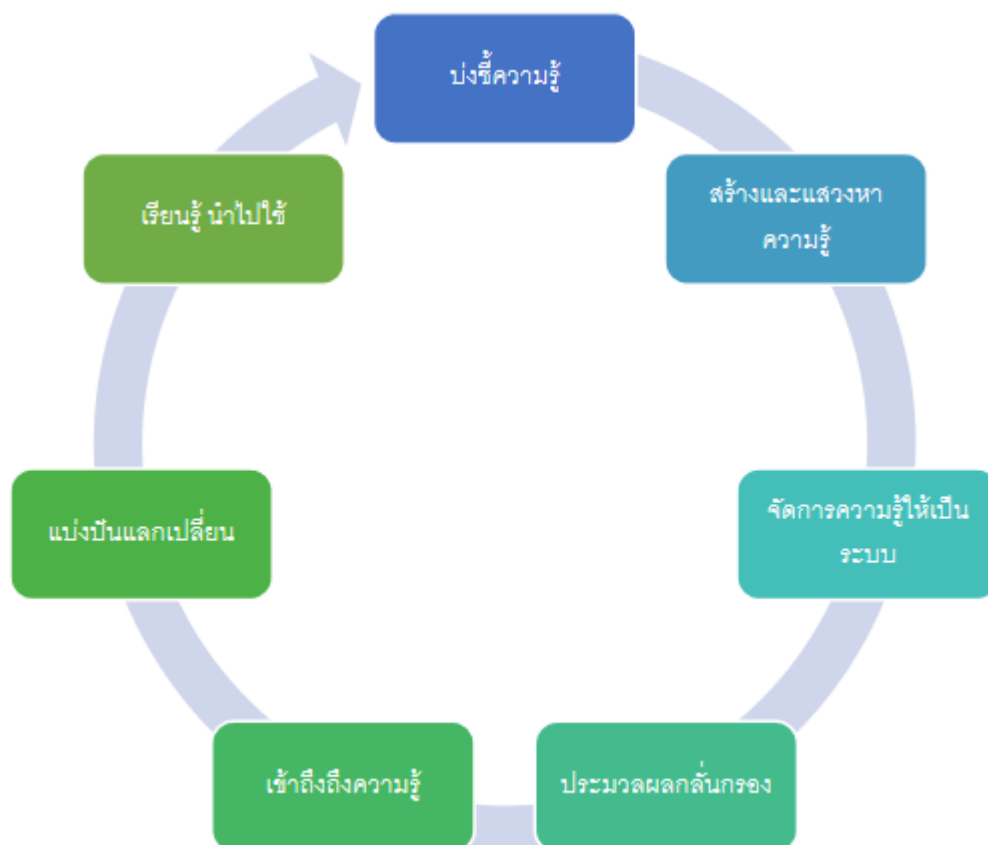 บ่งชี้ความรู้
สร้างและแสวงหา
ความรู้
จัดการความรู้ให้เป็น
ระบบ
ประมวลผลกลั่นกรอง
เข้าถึงถึงความรู้
แบ่งปันแลกเปลี่ยน
เรียนรู้ นำไปใช้